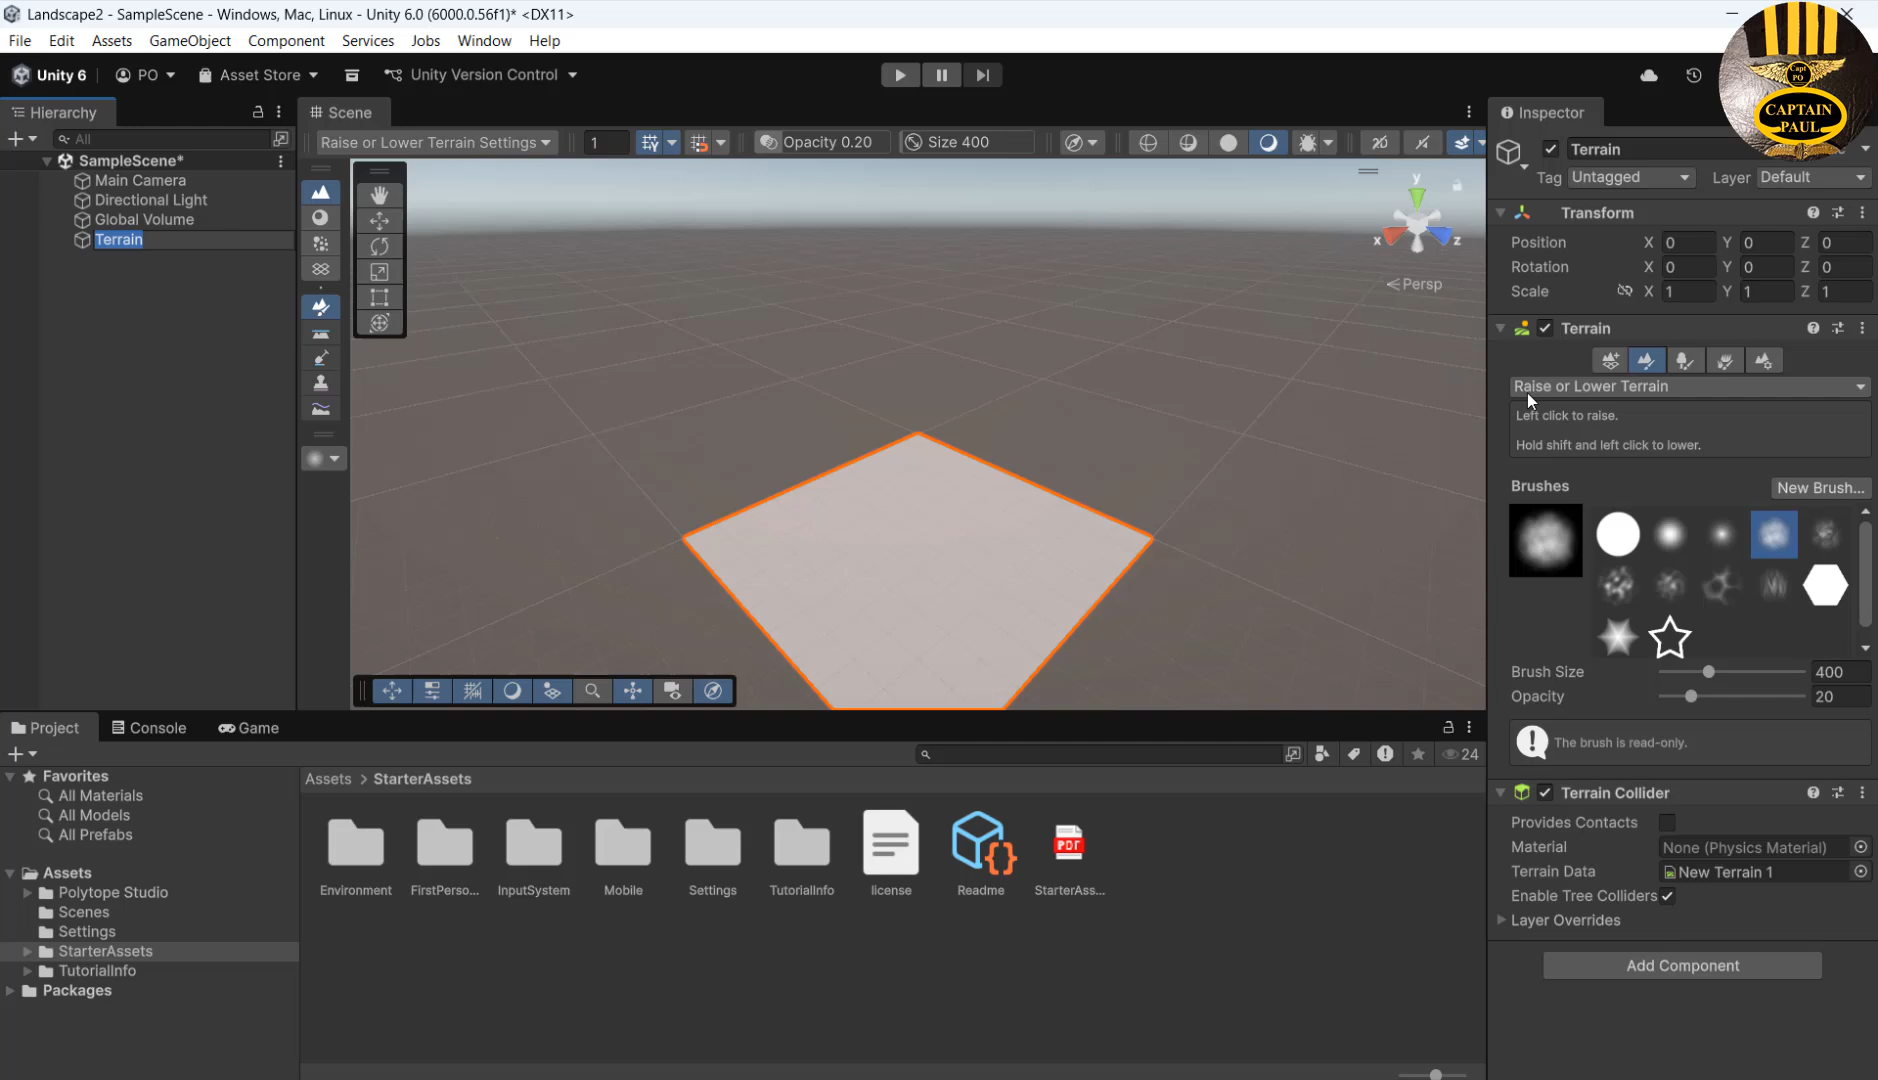 Landscape2 - SampleScene - Windows, Mac, Linux - Unity 6.0 (6000.0.56f1)* <DX11>
File Edit Assets GameObject Component Services Jobs Window Help
Unity 6 PO Asset Store Unity Version Control
Capt
PO
CAPTAIN
PAUL
Hierarchy
All
SampleScene*
Main Camera
Directional Light
Global Volume
Terrain
Scene
Raise or Lower Terrain Settings 1 Opacity 0.20 Size 400 2D
y
x z
Persp
Inspector
Terrain
Tag Untagged Layer Default
Transform
Position X 0 Y 0 Z 0
Rotation X 0 Y 0 Z 0
Scale X 1 Y 1 Z 1
Terrain
Raise or Lower Terrain
Left click to raise.
Hold shift and left click to lower.
Brushes New Brush...
Brush Size 400
Opacity 20
The brush is read-only.
Terrain Collider
Provides Contacts
Material None (Physics Material)
Terrain Data New Terrain 1
Enable Tree Colliders
Layer Overrides
Add Component
Project Console Game
24
Favorites
All Materials
All Models
All Prefabs
Assets
Polytope Studio
Scenes
Settings
StarterAssets
TutorialInfo
Packages
Assets > StarterAssets
PDF
Environment FirstPerso... InputSystem Mobile Settings TutorialInfo license Readme StarterAss...